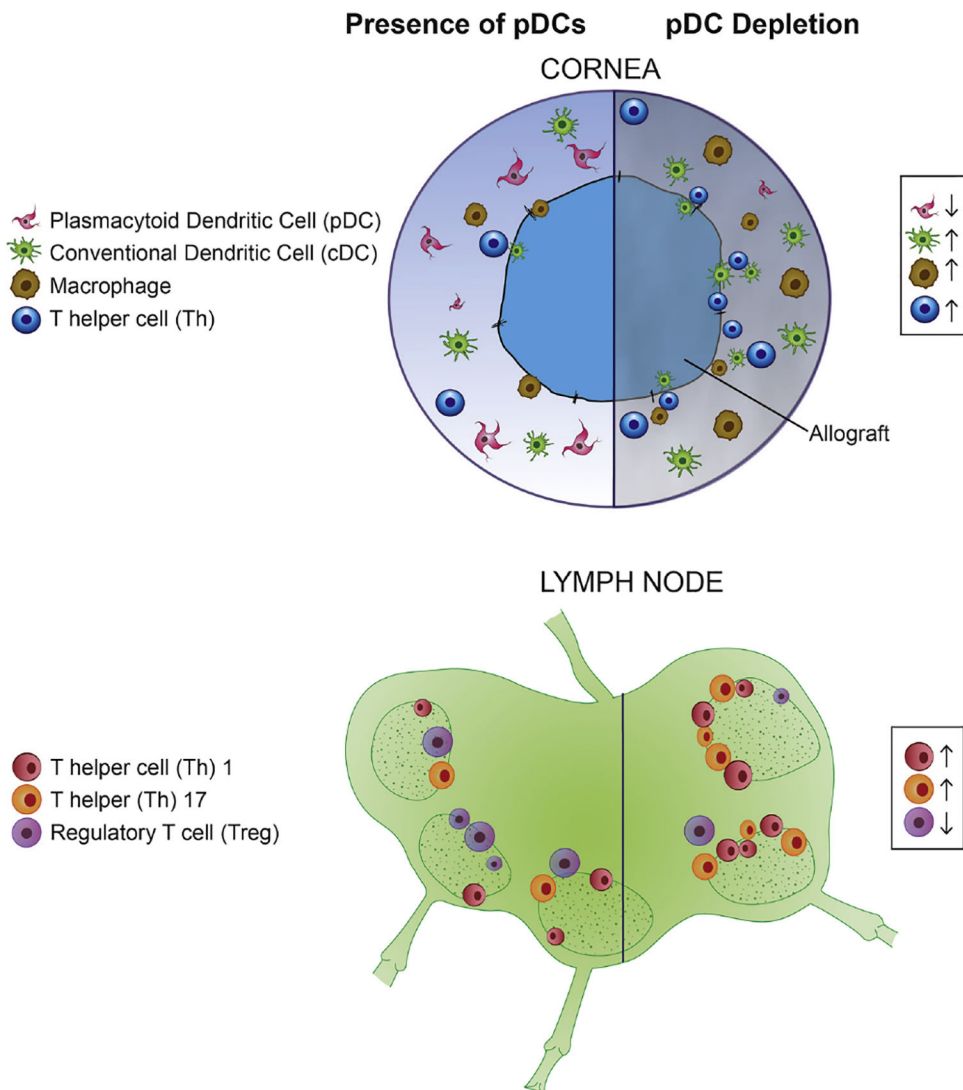 Presence of pDCs pDC Depletion
CORNEA
Plasmacytoid Dendritic Cell (pDC)
Conventional Dendritic Cell (cDC)
Macrophage
T helper cell (Th)
↓
↑
↑
↑
Allograft
LYMPH NODE
T helper cell (Th) 1
T helper (Th) 17
Regulatory T cell (Treg)
↑
↑
↓